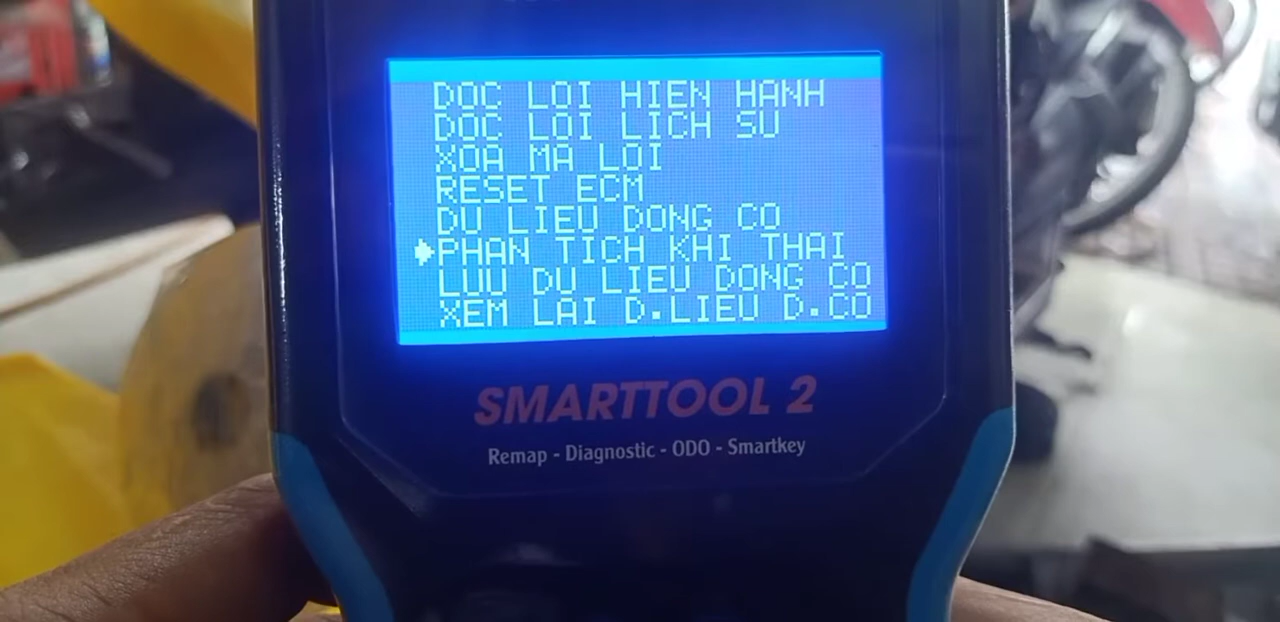 DOC LOI HIEN HANH
DOC LOI LICH SU
XOA MA LOI
RESET ECM
DU LIEU DONG CO
PHAN TICH KHI THAI
LUU DU LIEU DONG CO
XEM LAI D.LIEU D.CO
SMARTTOOL 2
Remap - Diagnostic - ODO - Smartkey